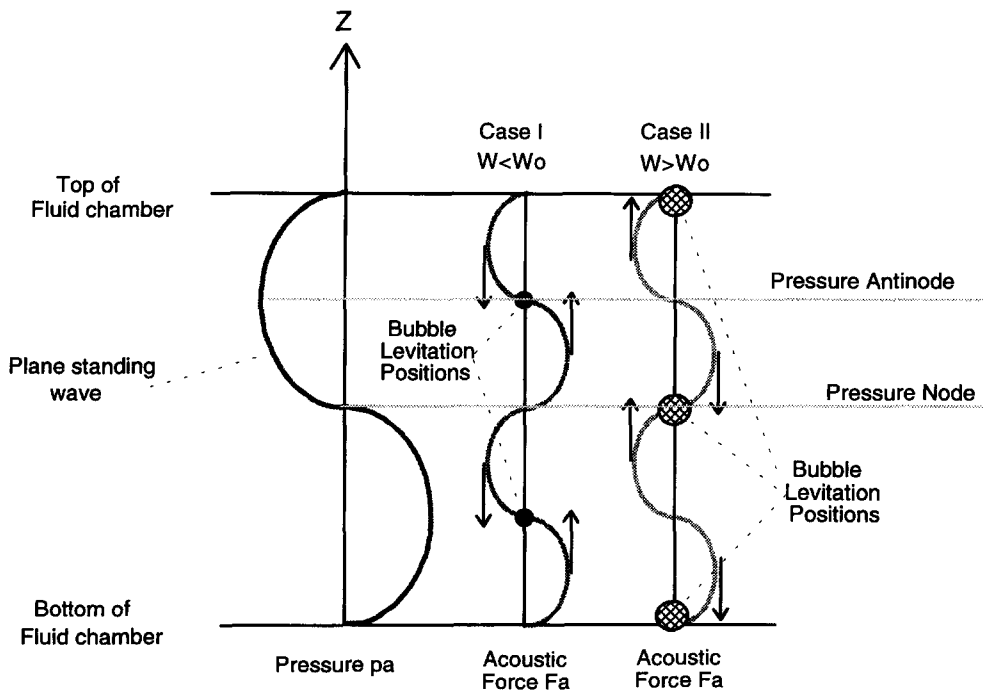 Z
Case I
W<Wo
Case II
W>Wo
Top of
Fluid chamber
Pressure Antinode
Bubble
Levitation
Positions
Plane standing
wave
Pressure Node
Bubble
Levitation
Positions
Bottom of
Fluid chamber
Pressure pa
Acoustic
Force Fa
Acoustic
Force Fa